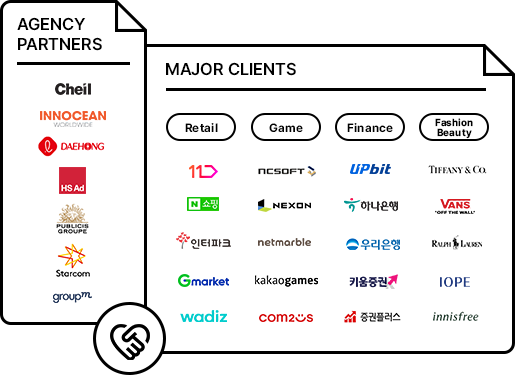 AGENCY
PARTNERS
Cheil
INNOCEAN
WORLDWIDE
DAEHONG
HS Ad
PUBLICIS
GROUPE
Starcom
groupm
MAJOR CLIENTS
Retail
Game
Finance
Fashion
Beauty
11
NCSOFT
UPbit
TIFFANY & CO.
N 쇼핑
NEXON
하나은행
VANS
"OFF THE WALL"
인터파크
netmarble
우리은행
RALPH LAUREN
Gmarket
kakaogames
키움증권
IOPE
wadiz
com2us
증권플러스
innisfree